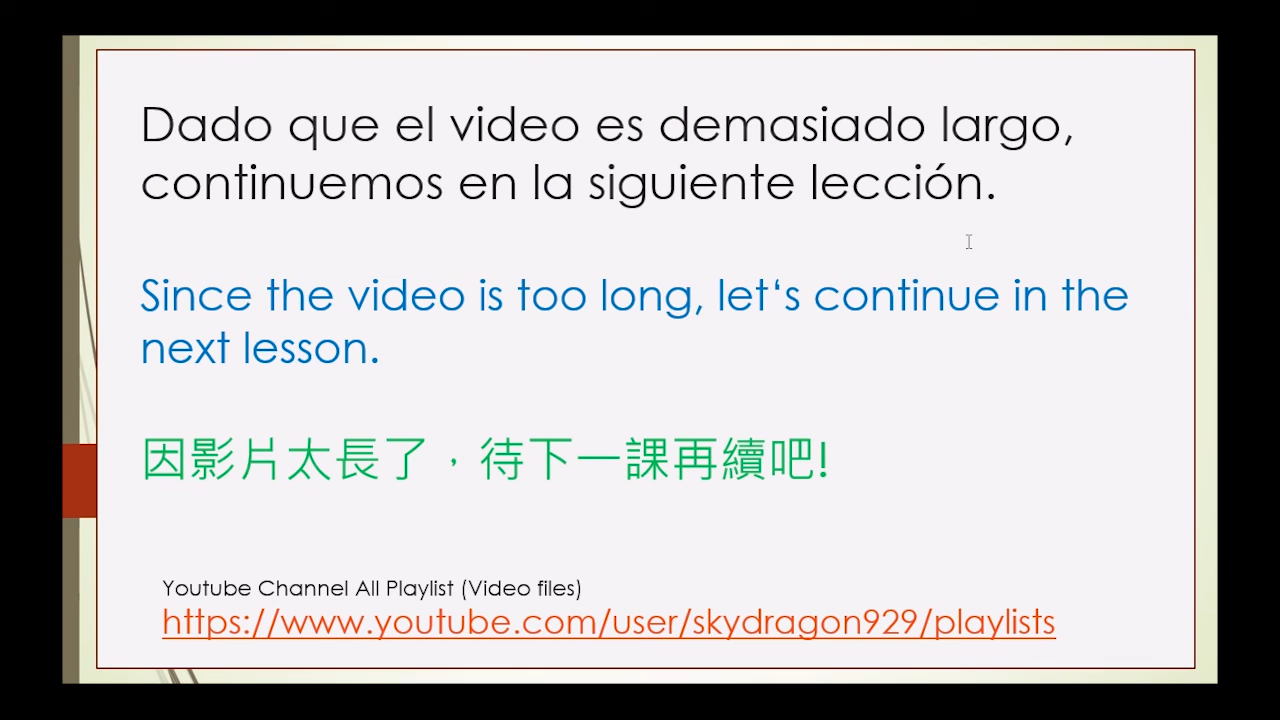 Dado que el video es demasiado largo,
continuemos en la siguiente lección.
Since the video is too long, let‘s continue in the
next lesson.
因影片太長了，待下一課再續吧!
Youtube Channel All Playlist (Video files)
https://www.youtube.com/user/skydragon929/playlists